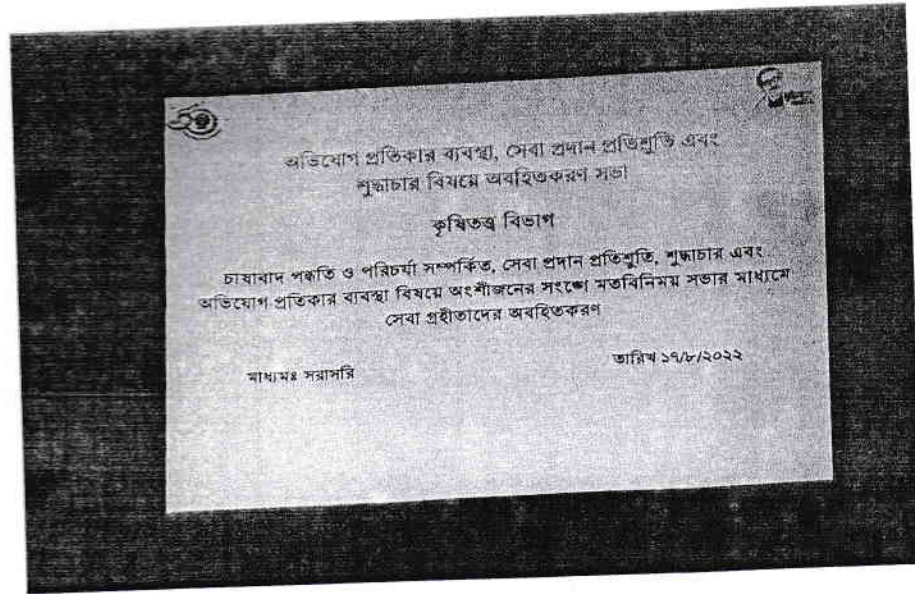 অভিযোগ প্রতিকার ব্যবস্থা, সেবা প্রদান প্রতিশ্রুতি এবং
শুদ্ধাচার বিষয়ে অবহিতকরণ সভা
কৃষিতত্ত্ব বিভাগ
চাষাবাদ পদ্ধতি ও পরিচর্যা সম্পর্কিত, সেবা প্রদান প্রতিশ্রুতি, শুদ্ধাচার এবং
অভিযোগ প্রতিকার ব্যবস্থা বিষয়ে অংশীজনের সংঙ্গে মতবিনিময় সভার মাধ্যমে
সেবা গ্রহীতাদের অবহিতকরণ
মাধ্যমঃ সরাসরি
তারিখ ১৭/৮/২০২২